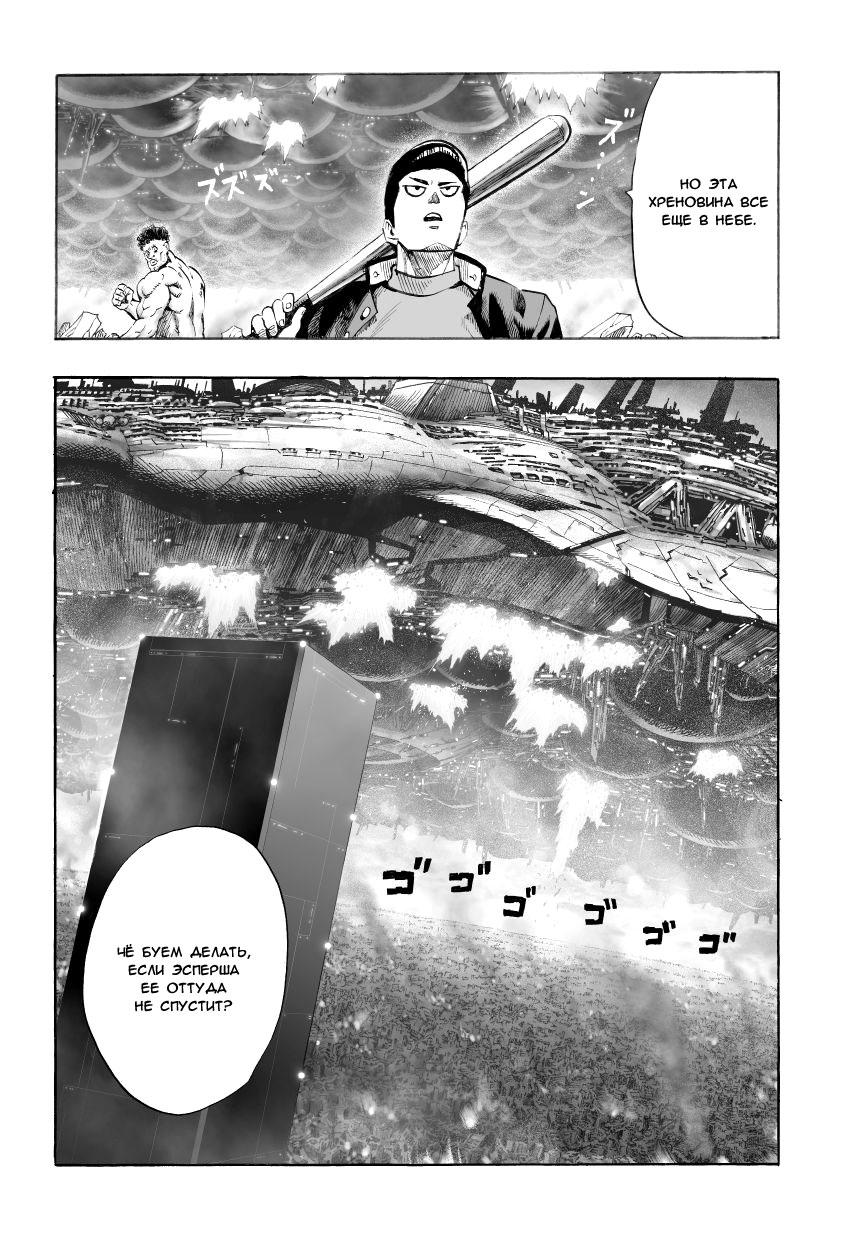 НО ЭТА
ХРЕНОВИНА ВСЕ
ЕЩЕ В НЕБЕ.
ズズズ…
ズ…
ゴゴゴゴゴゴ
ЧЁ БУЕМ ДЕЛАТЬ,
ЕСЛИ ЭСПЕРША
ЕЕ ОТТУДА
НЕ СПУСТИТ?